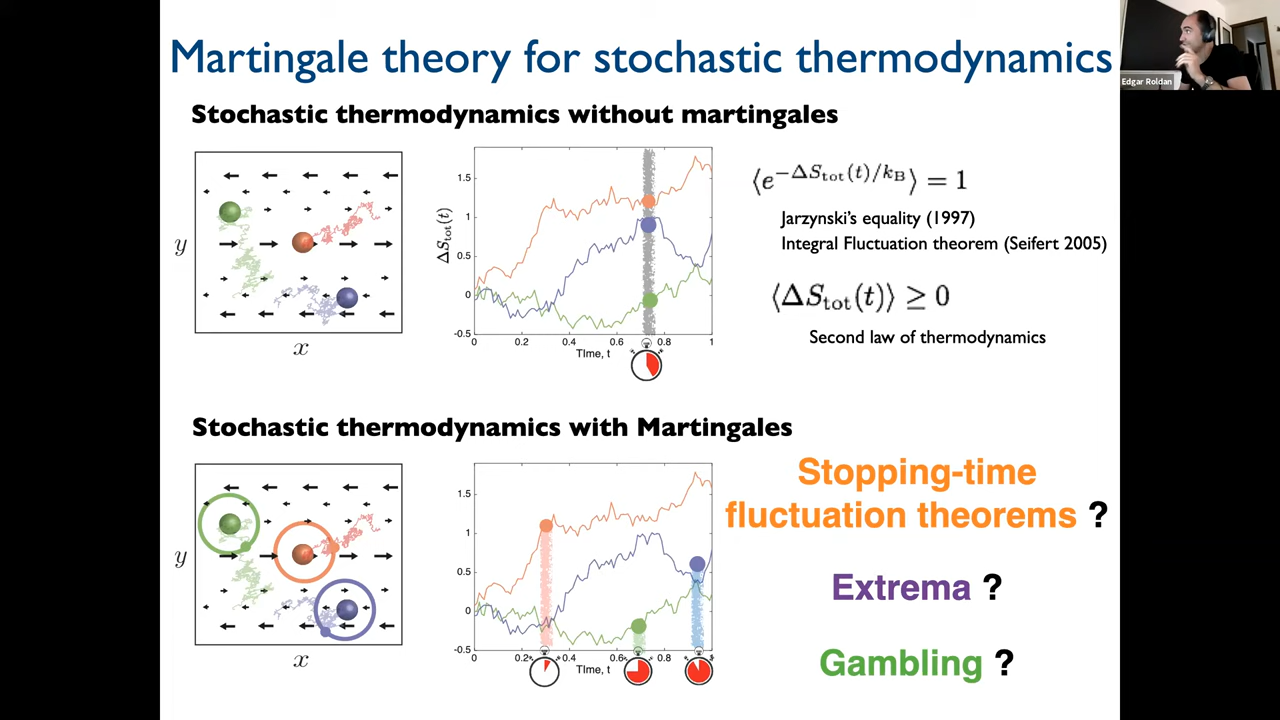 Martingale theory for stochastic thermodynamics
Edgar Roldan
Stochastic thermodynamics without martingales
y
x
ΔS_tot(t)
1.5
1
0.5
0
-0.5
0 0.2 0.4 0.6 0.8 1
TIme, t
⟨e^{-ΔS_tot(t)/k_B}⟩ = 1
Jarzynski's equality (1997)
Integral Fluctuation theorem (Seifert 2005)
⟨ΔS_tot(t)⟩ ≥ 0
Second law of thermodynamics
Stochastic thermodynamics with Martingales
y
x
1.5
1
0.5
0
-0.5
0 0.2 0.4 0.6 0.8
TIme, t
Stopping-time
fluctuation theorems ?
Extrema ?
Gambling ?